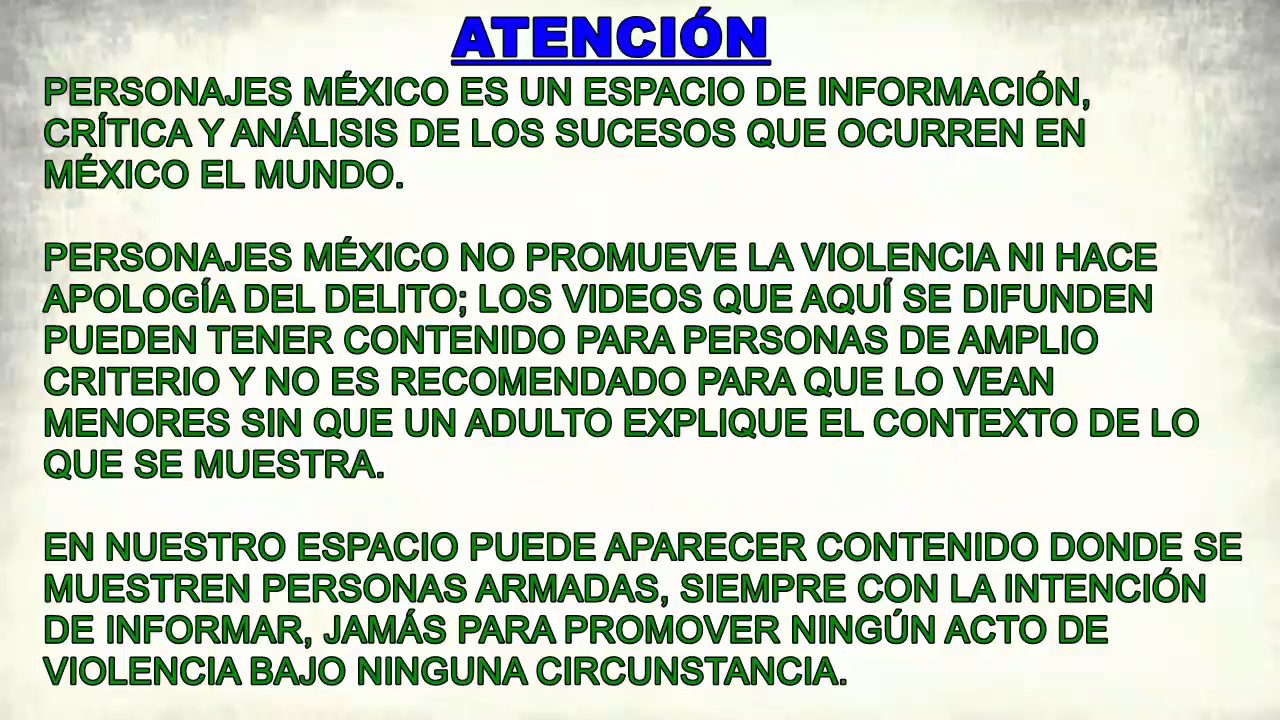 ATENCIÓN
PERSONAJES MÉXICO ES UN ESPACIO DE INFORMACIÓN,
CRÍTICA Y ANÁLISIS DE LOS SUCESOS QUE OCURREN EN
MÉXICO EL MUNDO.
PERSONAJES MÉXICO NO PROMUEVE LA VIOLENCIA NI HACE
APOLOGÍA DEL DELITO; LOS VIDEOS QUE AQUÍ SE DIFUNDEN
PUEDEN TENER CONTENIDO PARA PERSONAS DE AMPLIO
CRITERIO Y NO ES RECOMENDADO PARA QUE LO VEAN
MENORES SIN QUE UN ADULTO EXPLIQUE EL CONTEXTO DE LO
QUE SE MUESTRA.
EN NUESTRO ESPACIO PUEDE APARECER CONTENIDO DONDE SE
MUESTREN PERSONAS ARMADAS, SIEMPRE CON LA INTENCIÓN
DE INFORMAR, JAMÁS PARA PROMOVER NINGÚN ACTO DE
VIOLENCIA BAJO NINGUNA CIRCUNSTANCIA.